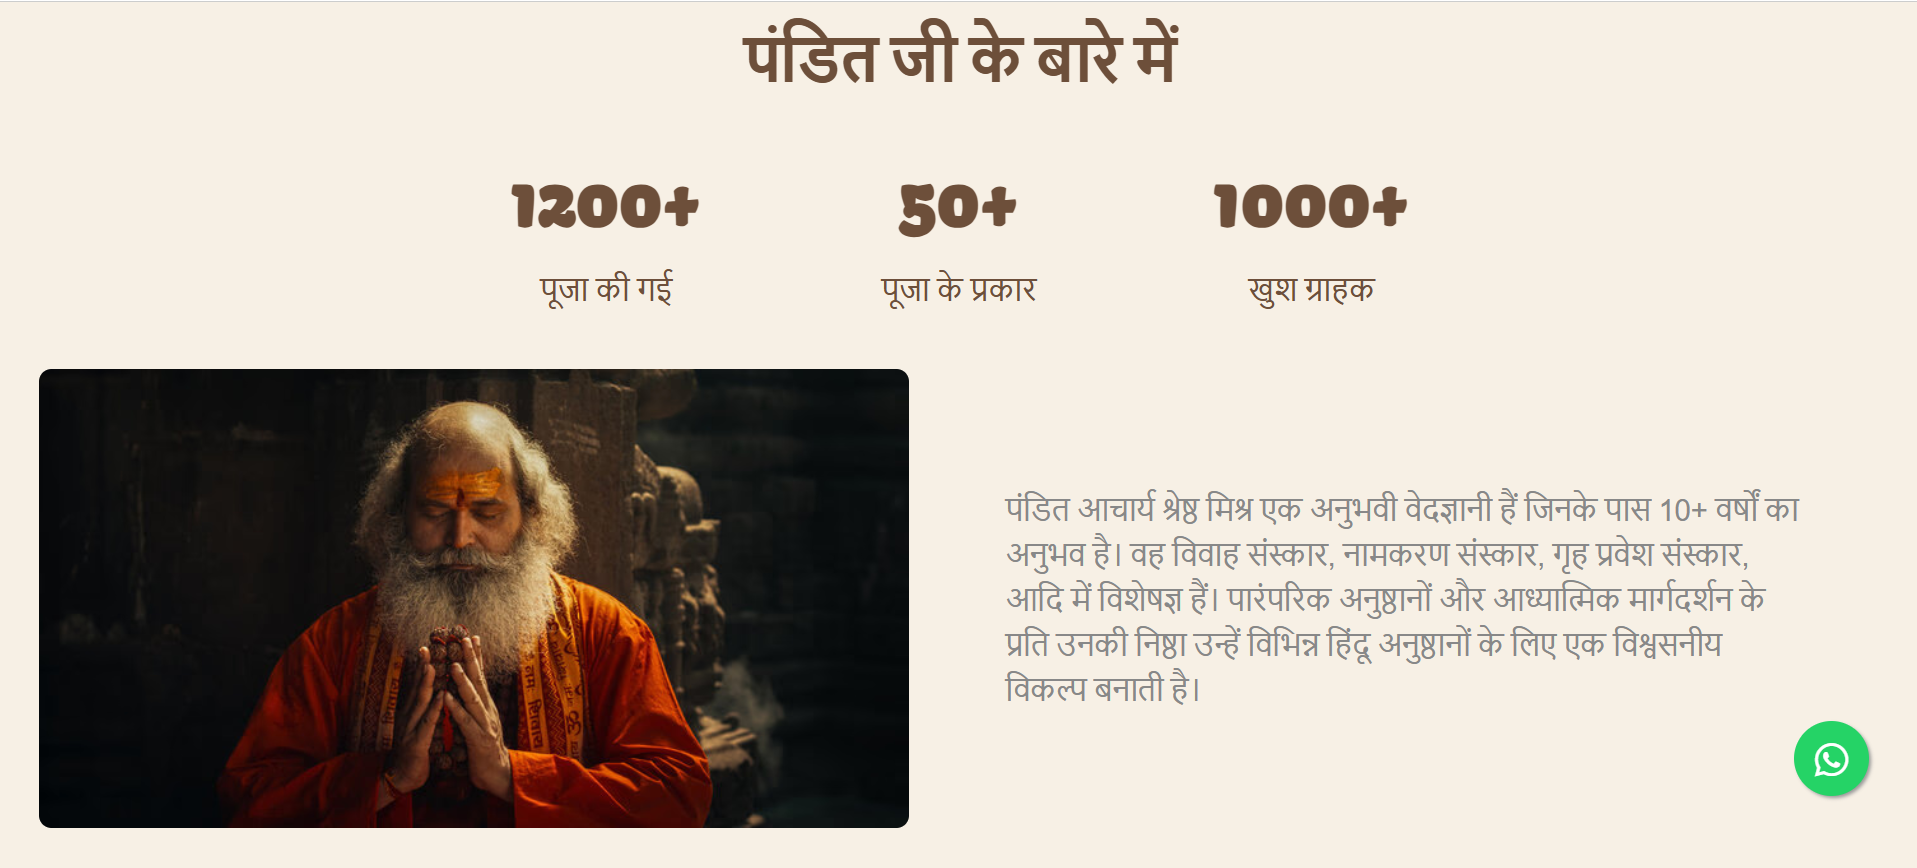 पंडित जी के बारे में
1200+
50+
1000+
पूजा की गई
पूजा के प्रकार
खुश ग्राहक
पंडित आचार्य श्रेष्ठ मिश्र एक अनुभवी वेदज्ञानी हैं जिनके पास 10+ वर्षों का
अनुभव है। वह विवाह संस्कार, नामकरण संस्कार, गृह प्रवेश संस्कार,
आदि में विशेषज्ञ हैं। पारंपरिक अनुष्ठानों और आध्यात्मिक मार्गदर्शन के
प्रति उनकी निष्ठा उन्हें विभिन्न हिंदू अनुष्ठानों के लिए एक विश्वसनीय
विकल्प बनाती है।